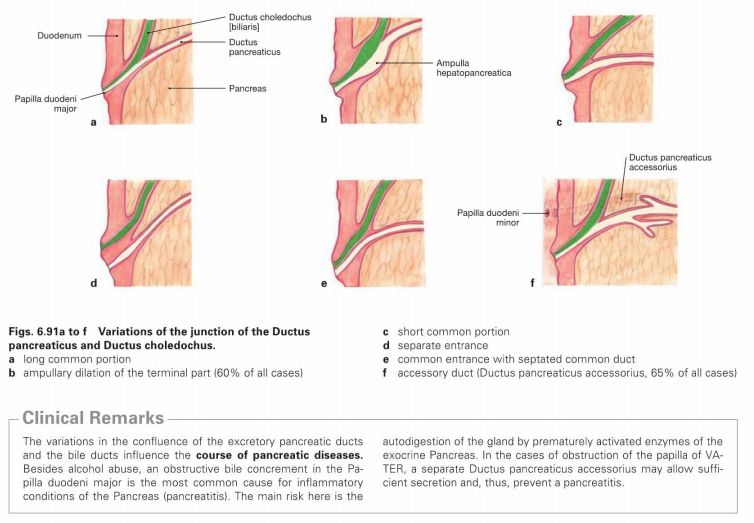 Duodenum
Ductus choledochus
[biliaris]
Ductus
pancreaticus
Pancreas
Papilla duodeni
major
a
Ampulla
hepatopancreatica
b
c
d
e
Ductus pancreaticus
accessorius
Papilla duodeni
minor
f
Figs. 6.91a to f Variations of the junction of the Ductus
pancreaticus and Ductus choledochus.
a long common portion
b ampullary dilation of the terminal part (60% of all cases)
c short common portion
d separate entrance
e common entrance with septated common duct
f accessory duct (Ductus pancreaticus accessorius, 65% of all cases)
Clinical Remarks
The variations in the confluence of the excretory pancreatic ducts
and the bile ducts influence the course of pancreatic diseases.
Besides alcohol abuse, an obstructive bile concrement in the Pa-
pilla duodeni major is the most common cause for inflammatory
conditions of the Pancreas (pancreatitis). The main risk here is the
autodigestion of the gland by prematurely activated enzymes of the
exocrine Pancreas. In the cases of obstruction of the papilla of VA-
TER, a separate Ductus pancreaticus accessorius may allow suffi-
cient secretion and, thus, prevent a pancreatitis.